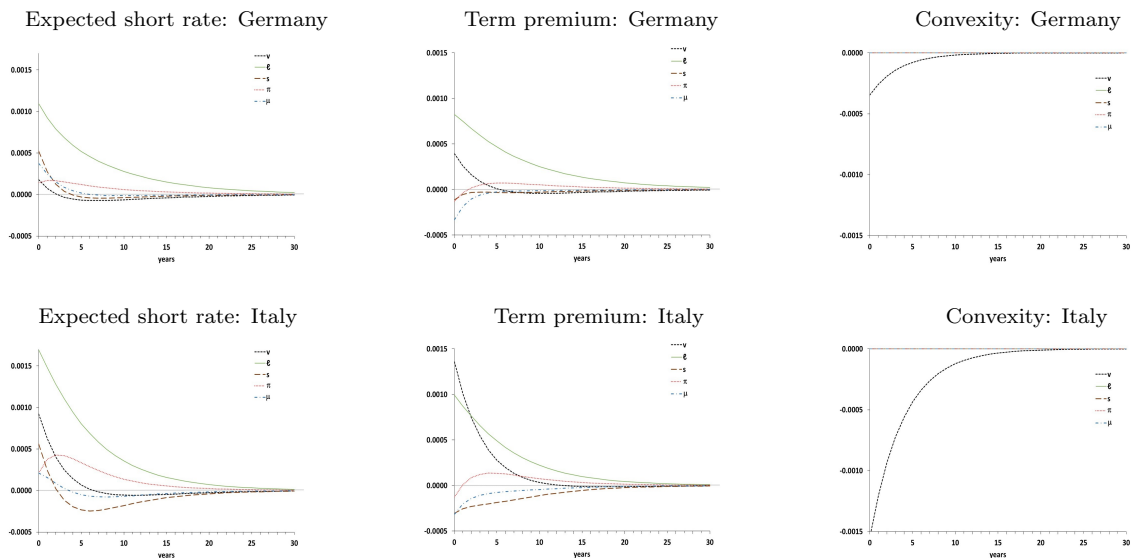 Expected short rate: Germany
0.0015
0.0010
0.0005
0.0000
-0.0005
0 5 10 15 20 25 30
years
v
ℓ
s
π
μ
Term premium: Germany
0.0015
0.0010
0.0005
0.0000
-0.0005
0 5 10 15 20 25 30
years
v
ℓ
s
π
μ
Convexity: Germany
0.0000
-0.0005
-0.0010
-0.0015
0 5 10 15 20 25 30
years
v
ℓ
s
π
μ
Expected short rate: Italy
0.0015
0.0010
0.0005
0.0000
-0.0005
0 5 10 15 20 25 30
years
v
ℓ
s
π
μ
Term premium: Italy
0.0015
0.0010
0.0005
0.0000
-0.0005
0 5 10 15 20 25 30
years
v
ℓ
s
π
μ
Convexity: Italy
0.0000
-0.0005
-0.0010
-0.0015
0 5 10 15 20 25 30
years
v
ℓ
s
π
μ